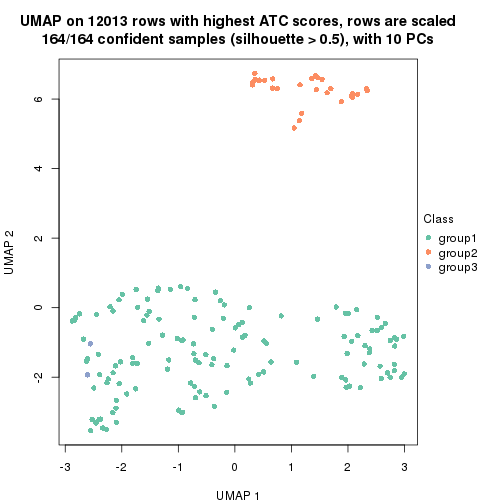 UMAP on 12013 rows with highest ATC scores, rows are scaled
164/164 confident samples (silhouette > 0.5), with 10 PCs
6
4
2
0
-2
UMAP 2
-3
-2
-1
0
1
2
3
UMAP 1
Class
group1
group2
group3